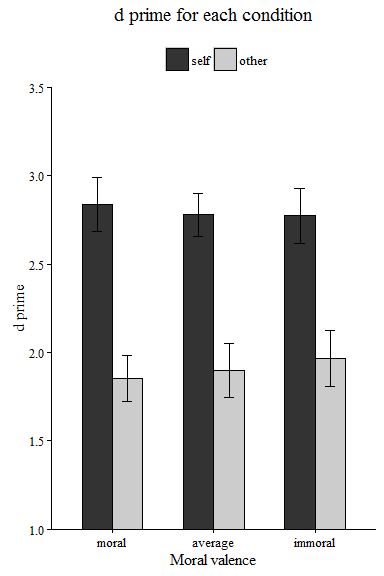 d prime for each condition
self other
3.5
3.0
2.5
2.0
1.5
1.0
d prime
moral average immoral
Moral valence